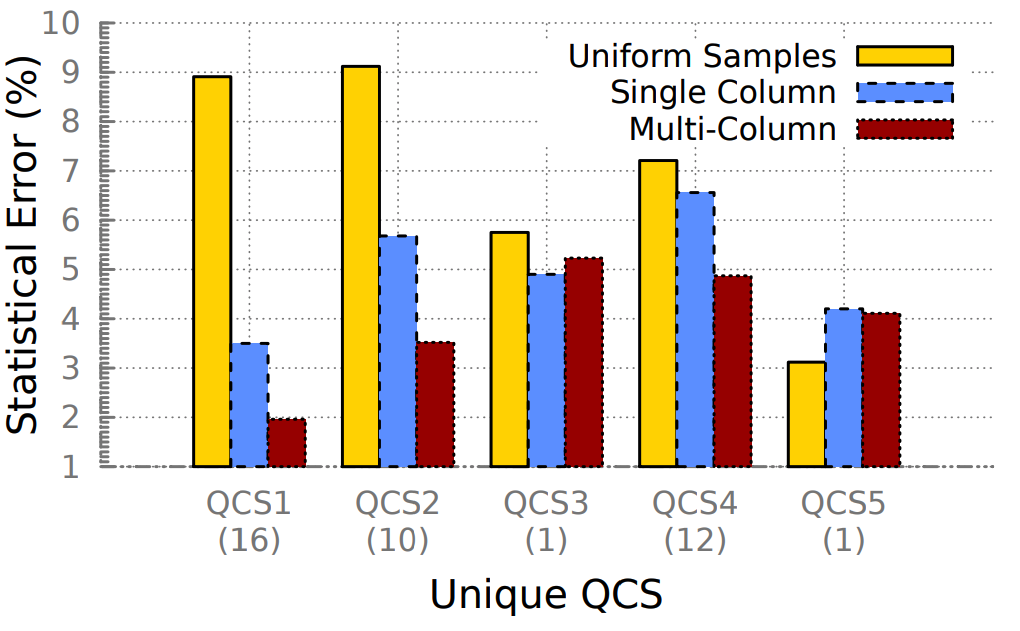 Statistical Error (%)
10
9
8
7
6
5
4
3
2
1
Uniform Samples
Single Column
Multi-Column
QCS1 QCS2 QCS3 QCS4 QCS5
(16) (10) (1) (12) (1)
Unique QCS